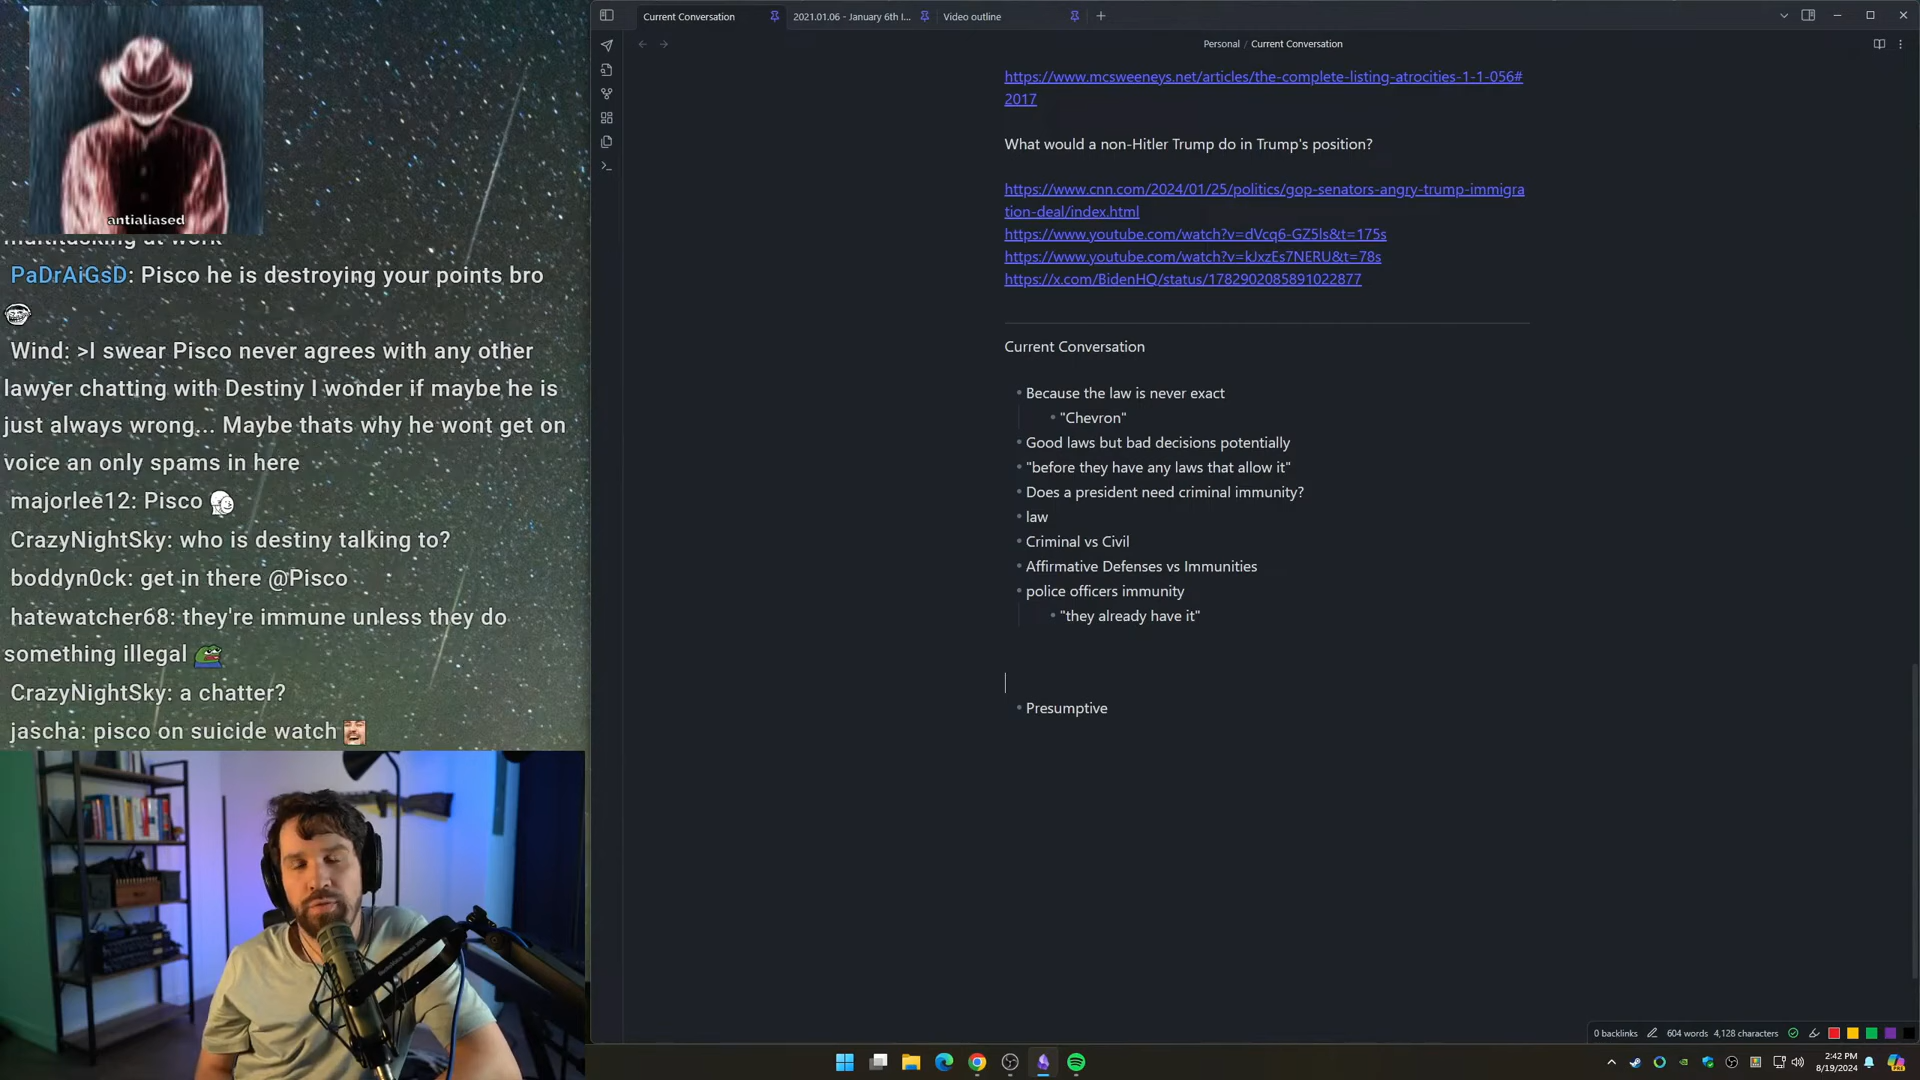 antialiased
multitasking at work
PaDrAiGsD: Pisco he is destroying your points bro
Wind: >I swear Pisco never agrees with any other
lawyer chatting with Destiny I wonder if maybe he is
just always wrong... Maybe thats why he wont get on
voice an only spams in here
majorlee12: Pisco
CrazyNightSky: who is destiny talking to?
boddyn0ck: get in there @Pisco
hatewatcher68: they're immune unless they do
something illegal
CrazyNightSky: a chatter?
jascha: pisco on suicide watch
Current Conversation
2021.01.06 - January 6th I...
Video outline
Personal / Current Conversation
https://www.mcsweeneys.net/articles/the-complete-listing-atrocities-1-1-056#
2017
What would a non-Hitler Trump do in Trump's position?
https://www.cnn.com/2024/01/25/politics/gop-senators-angry-trump-immigra
tion-deal/index.html
https://www.youtube.com/watch?v=dVcq6-GZ5ls&t=175s
https://www.youtube.com/watch?v=kJxzEs7NERU&t=78s
https://x.com/BidenHQ/status/1782902085891022877
Current Conversation
Because the law is never exact
"Chevron"
Good laws but bad decisions potentially
"before they have any laws that allow it"
Does a president need criminal immunity?
law
Criminal vs Civil
Affirmative Defenses vs Immunities
police officers immunity
"they already have it"
Presumptive
0 backlinks
604 words 4,128 characters
2:42 PM
8/19/2024